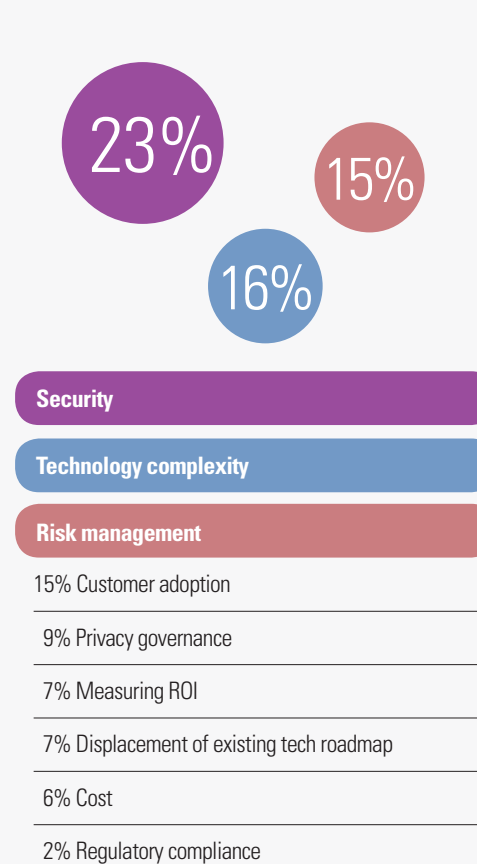 23%
15%
16%
Security
Technology complexity
Risk management
15% Customer adoption
9% Privacy governance
7% Measuring ROI
7% Displacement of existing tech roadmap
6% Cost
2% Regulatory compliance